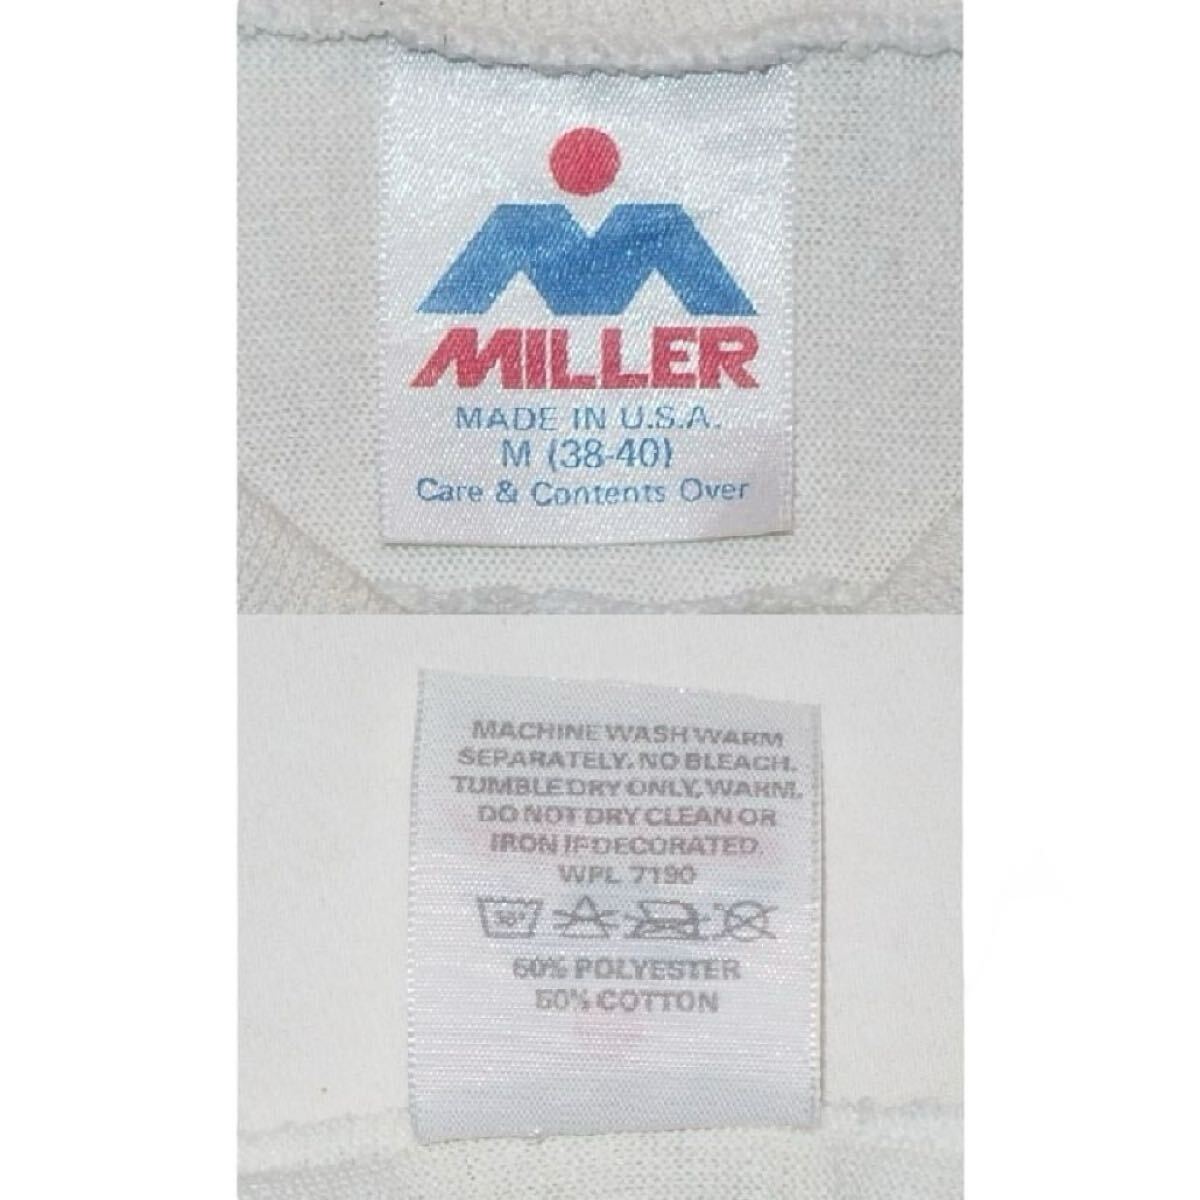 MILLER
MADE IN U.S.A.
M (38-40)
Care & Contents Over
MACHINE WASH WARM
SEPARATELY. NO BLEACH.
TUMBLE DRY ONLY, WARM.
DO NOT DRY CLEAN OR
IRON IF DECORATED.
WPL 7190
50% POLYESTER
50% COTTON